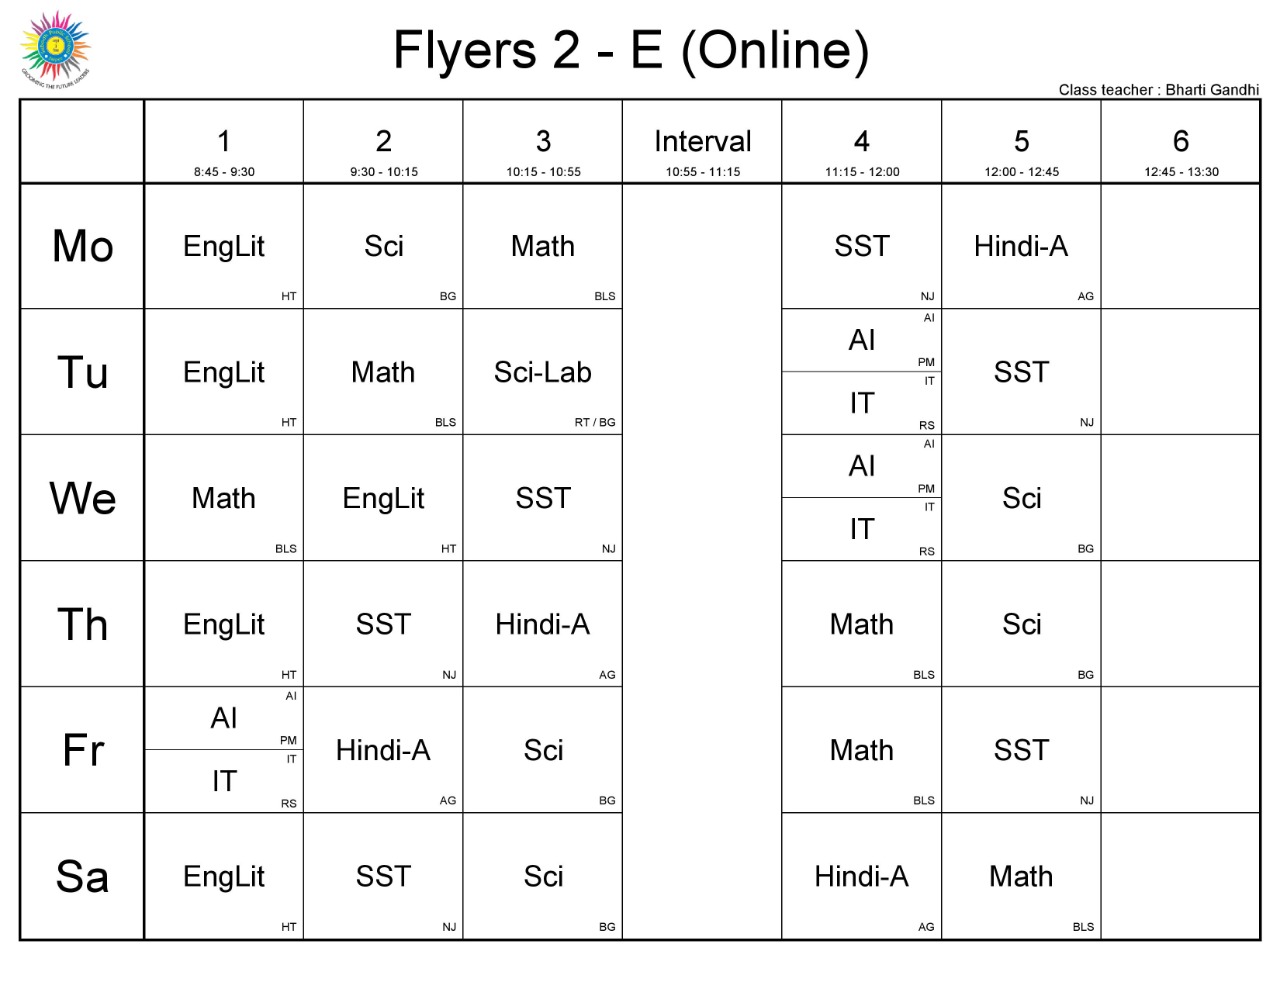 Flyers 2 - E (Online)
GROOMING THE FUTURE LEADERS
Class teacher : Bharti Gandhi
1 2 3 Interval 4 5 6
8:45 - 9:30 9:30 - 10:15 10:15 - 10:55 10:55 - 11:15 11:15 - 12:00 12:00 - 12:45 12:45 - 13:30
Mo EngLit Sci Math SST Hindi-A
HT BG BLS NJ AG
AI
AI
PM
Tu EngLit Math Sci-Lab SST
IT
IT
HT BLS RT / BG RS NJ
AI
AI
PM
We Math EngLit SST Sci
IT
IT
BLS HT NJ RS BG
Th EngLit SST Hindi-A Math Sci
HT NJ AG BLS BG
AI
AI
PM
Fr Hindi-A Sci Math SST
IT
IT
RS AG BG BLS NJ
Sa EngLit SST Sci Hindi-A Math
HT NJ BG AG BLS